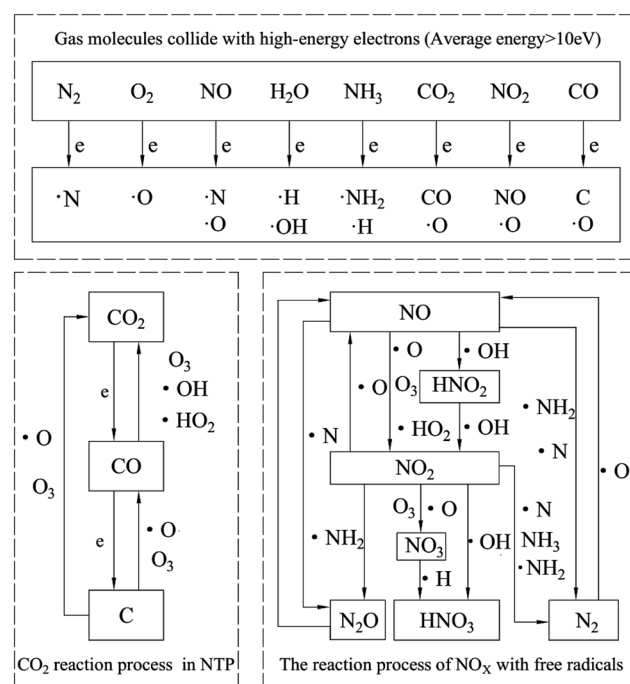 Gas molecules collide with high-energy electrons (Average energy>10eV)
N₂ O₂ NO H₂O NH₃ CO₂ NO₂ CO
e e e e e e e e
·N ·O ·N ·H ·NH₂ CO NO C
·O ·OH ·H ·O ·O ·O
CO₂
e
O₃
• OH
• HO₂
• O
O₃
CO
e
• O
O₃
C
CO₂ reaction process in NTP
NO
• O
O₃
• HO₂
• OH
HNO₂
• OH
• O
• N
• NH₂
• N
• O
NO₂
• NH₂
O₃ • O
NO₃
• H
• OH
• N
NH₃
• NH₂
N₂O
HNO₃
N₂
The reaction process of NOX with free radicals